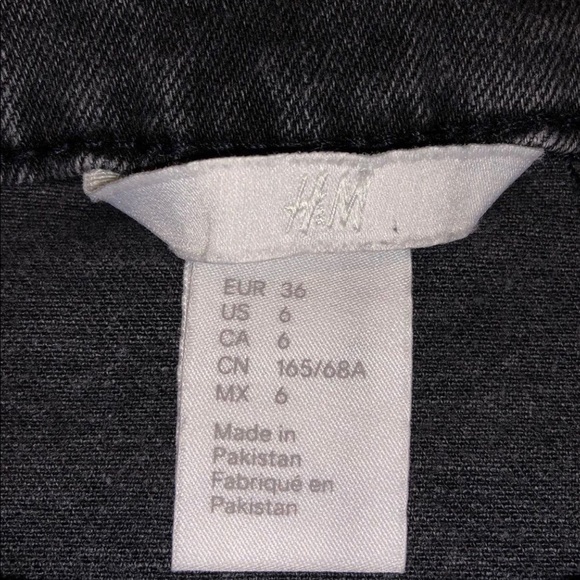 H&M
EUR 36
US 6
CA 6
CN 165/68A
MX 6
Made in
Pakistan
Fabriqué en
Pakistan